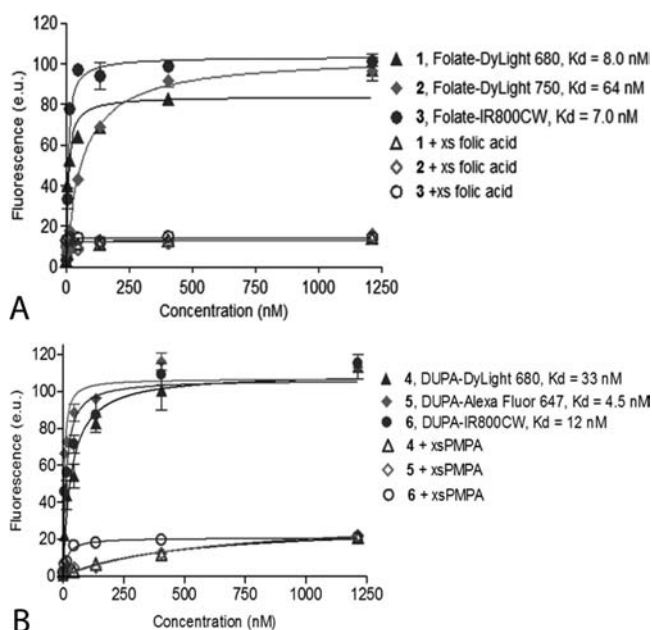 120
100
80
60
40
20
0
Fluorescence (e.u.)
0 250 500 750 1000 1250
Concentration (nM)
A
1, Folate-DyLight 680, Kd = 8.0 nM
2, Folate-DyLight 750, Kd = 64 nM
3, Folate-IR800CW, Kd = 7.0 nM
1 + xs folic acid
2 + xs folic acid
3 +xs folic acid
120
100
80
60
40
20
0
Fluorescence (e.u.)
0 250 500 750 1000 1250
Concentration (nM)
B
4, DUPA-DyLight 680, Kd = 33 nM
5, DUPA-Alexa Fluor 647, Kd = 4.5 nM
6, DUPA-IR800CW, Kd = 12 nM
4 + xsPMPA
5 + xsPMPA
6 + xsPMPA